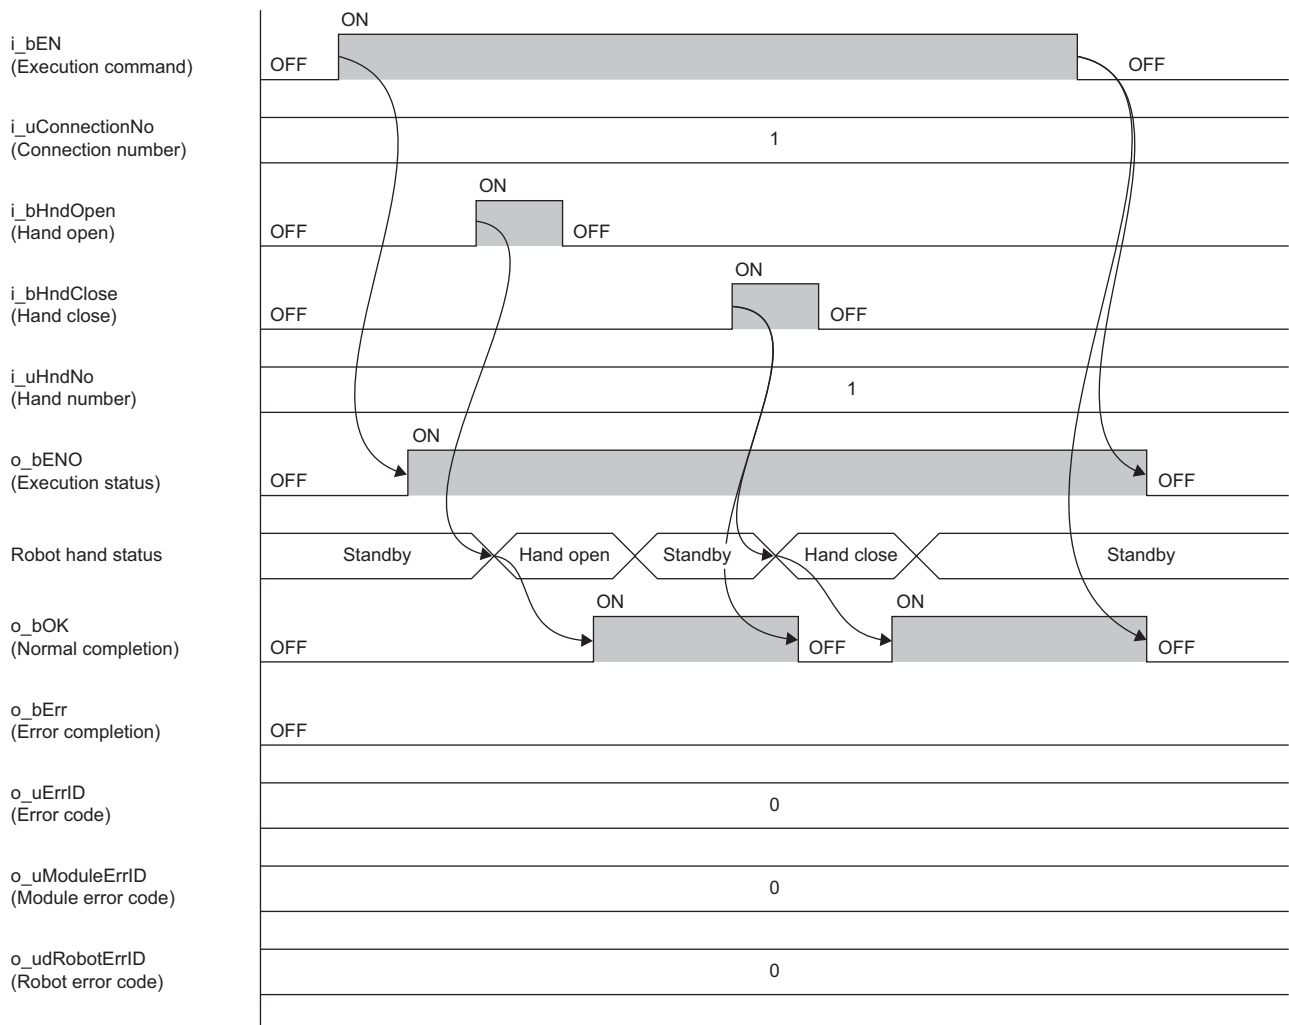 ON
i_bEN
(Execution command)
OFF
OFF
i_uConnectionNo
(Connection number)
1
ON
i_bHndOpen
(Hand open)
OFF
OFF
ON
i_bHndClose
(Hand close)
OFF
OFF
i_uHndNo
(Hand number)
1
ON
o_bENO
(Execution status)
OFF
OFF
Robot hand status
Standby
Hand open
Standby
Hand close
Standby
ON
ON
o_bOK
(Normal completion)
OFF
OFF
OFF
o_bErr
(Error completion)
OFF
o_uErrID
(Error code)
0
o_uModuleErrID
(Module error code)
0
o_udRobotErrID
(Robot error code)
0